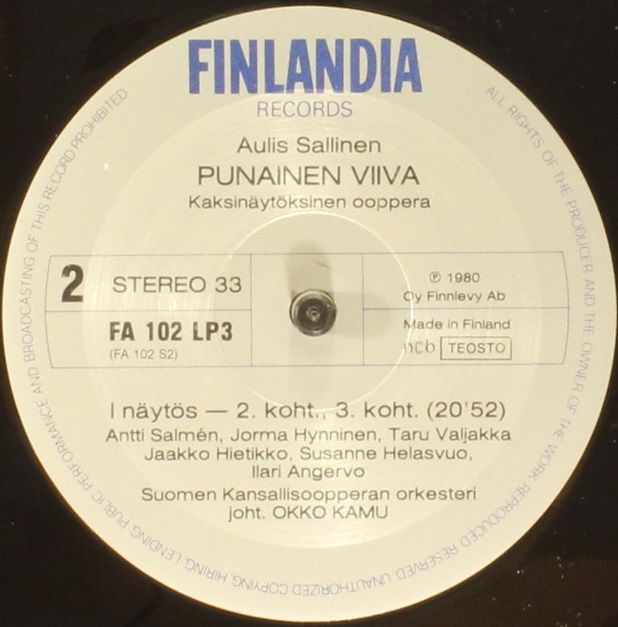 FINLANDIA
RECORDS
Aulis Sallinen
PUNAINEN VIIVA
Kaksinäytöksinen ooppera
2 STEREO 33
FA 102 LP3
(FA 102 S2)
℗ 1980
Oy Finnlevy Ab
Made in Finland
ncb TEOSTO
I näytös — 2. koht., 3. koht. (20'52)
Antti Salmén, Jorma Hynninen, Taru Valjakka
Jaakko Hietikko, Susanne Helasvuo,
Ilari Angervo
Suomen Kansallisoopperan orkesteri
joht. OKKO KAMU
ALL RIGHTS OF THE PRODUCER AND THE OWNER OF THE WORK REPRODUCED RESERVED. UNAUTHORIZED COPYING, HIRING, LENDING, PUBLIC PERFORMANCE AND BROADCASTING OF THIS RECORD PROHIBITED